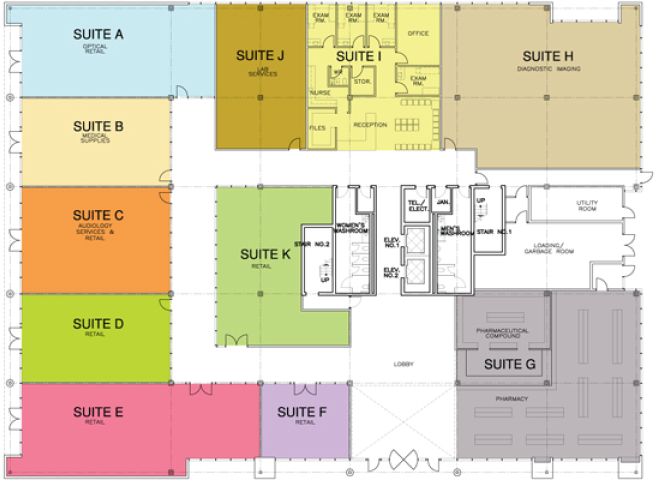 SUITE A
OPTICAL
RETAIL
SUITE J
LAB
SERVICES
EXAM
RM.
EXAM
RM.
EXAM
RM.
OFFICE
SUITE I
EXAM
RM.
STOR.
NURSE
FILES
RECEPTION
SUITE H
DIAGNOSTIC IMAGING
SUITE B
MEDICAL
SUPPLIES
SUITE C
AUDIOLOGY
SERVICES &
RETAIL
SUITE K
RETAIL
STAIR NO.2
UP
WOMEN'S
WASHROOM
ELEV.
NO.1
ELEV.
NO.2
TEL./
ELECT.
JAN.
MEN'S
WASHROOM
UP
STAIR NO.1
UTILITY
ROOM
LOADING/
GARBAGE ROOM
SUITE D
RETAIL
PHARMACEUTICAL
COMPOUND
SUITE G
LOBBY
PHARMACY
SUITE E
RETAIL
SUITE F
RETAIL